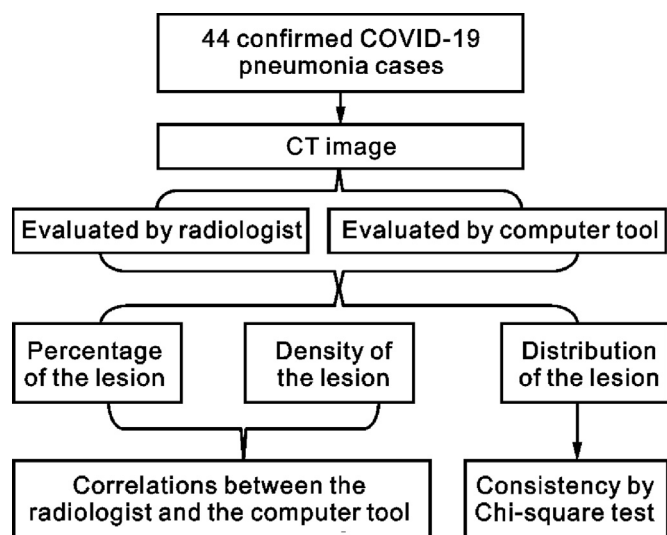 44 confirmed COVID-19
pneumonia cases
CT image
Evaluated by radiologist
Evaluated by computer tool
Percentage
of the lesion
Density of
the lesion
Distribution
of the lesion
Correlations between the
radiologist and the computer tool
Consistency by
Chi-square test